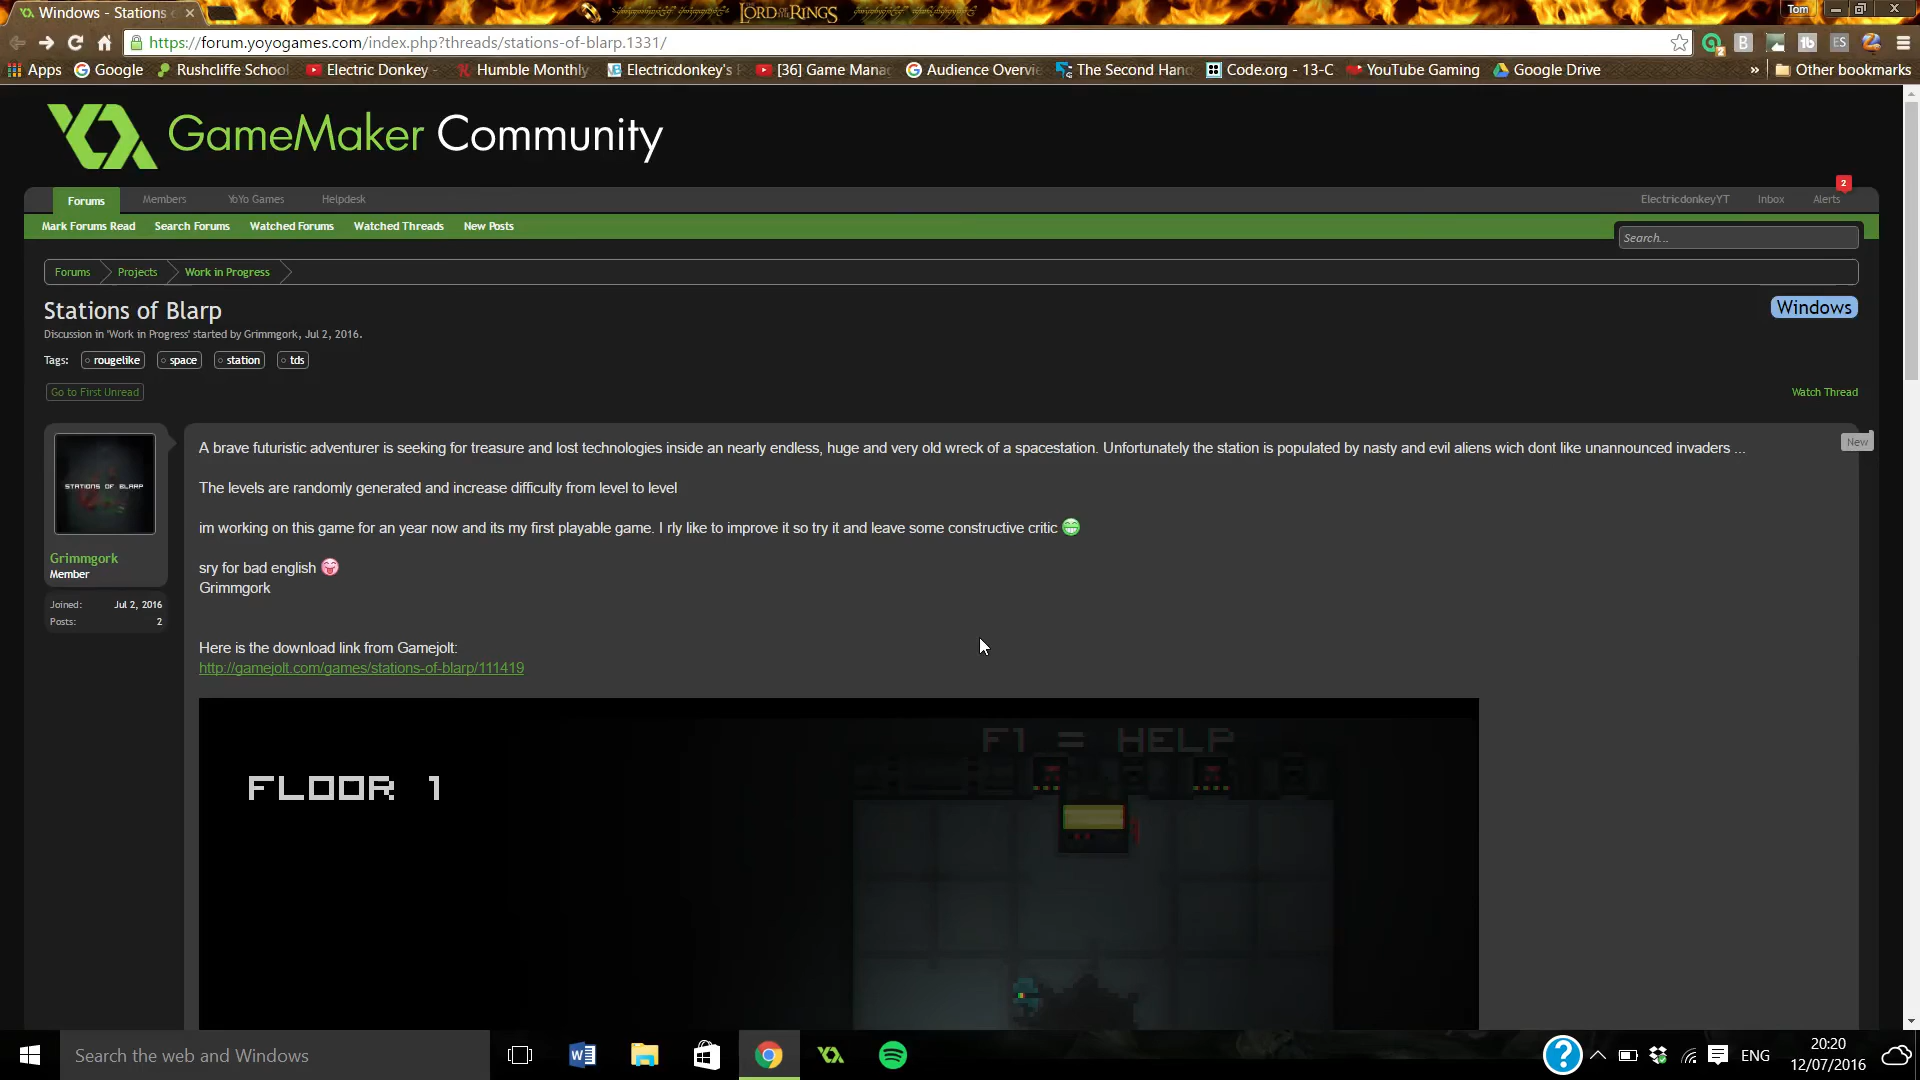 Windows - Stations
LORD OF THE RINGS
Tom
https://forum.yoyogames.com/index.php?threads/stations-of-blarp.1331/
Apps
Google
Rushcliffe School
Electric Donkey -
Humble Monthly
Electricdonkey's
[36] Game Mana
Audience Overvi
The Second Han
Code.org - 13-C
YouTube Gaming
Google Drive
»
Other bookmarks
GameMaker Community
Forums
Members
YoYo Games
Helpdesk
ElectricdonkeyYT
Inbox
Alerts
2
Mark Forums Read
Search Forums
Watched Forums
Watched Threads
New Posts
Search...
Forums
Projects
Work in Progress
Stations of Blarp
Windows
Discussion in 'Work in Progress' started by Grimmgork, Jul 2, 2016.
Tags:
rougelike
space
station
tds
Go to First Unread
Watch Thread
A brave futuristic adventurer is seeking for treasure and lost technologies inside an nearly endless, huge and very old wreck of a spacestation. Unfortunately the station is populated by nasty and evil aliens wich dont like unannounced invaders ...
New
The levels are randomly generated and increase difficulty from level to level
im working on this game for an year now and its my first playable game. I rly like to improve it so try it and leave some constructive critic
sry for bad english
Grimmgork
STATIONS OF BLARP
Grimmgork
Member
Joined: Jul 2, 2016
Posts: 2
Here is the download link from Gamejolt:
http://gamejolt.com/games/stations-of-blarp/111419
F1 = HELP
FLOOR 1
Search the web and Windows
ENG
20:20
12/07/2016